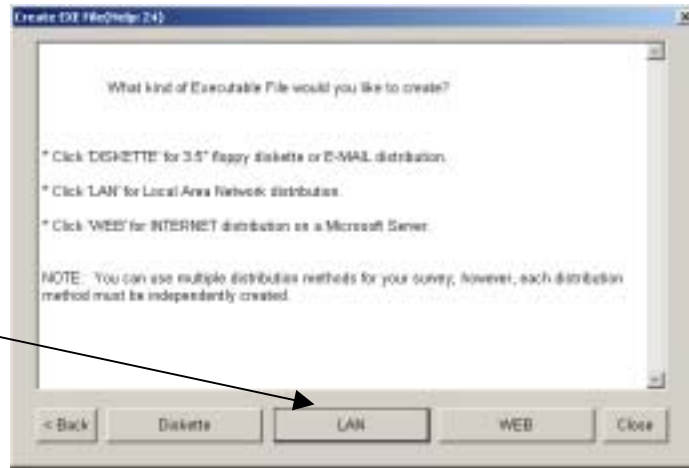 Create EXE File(Help: 24)
What kind of Executable File would you like to create?
* Click 'DISKETTE' for 3.5" floppy diskette or E-MAIL distribution.
* Click 'LAN' for Local Area Network distribution.
* Click 'WEB' for INTERNET distribution on a Microsoft Server.
NOTE: You can use multiple distribution methods for your survey; however, each distribution
method must be independently created.
< Back Diskette LAN WEB Close